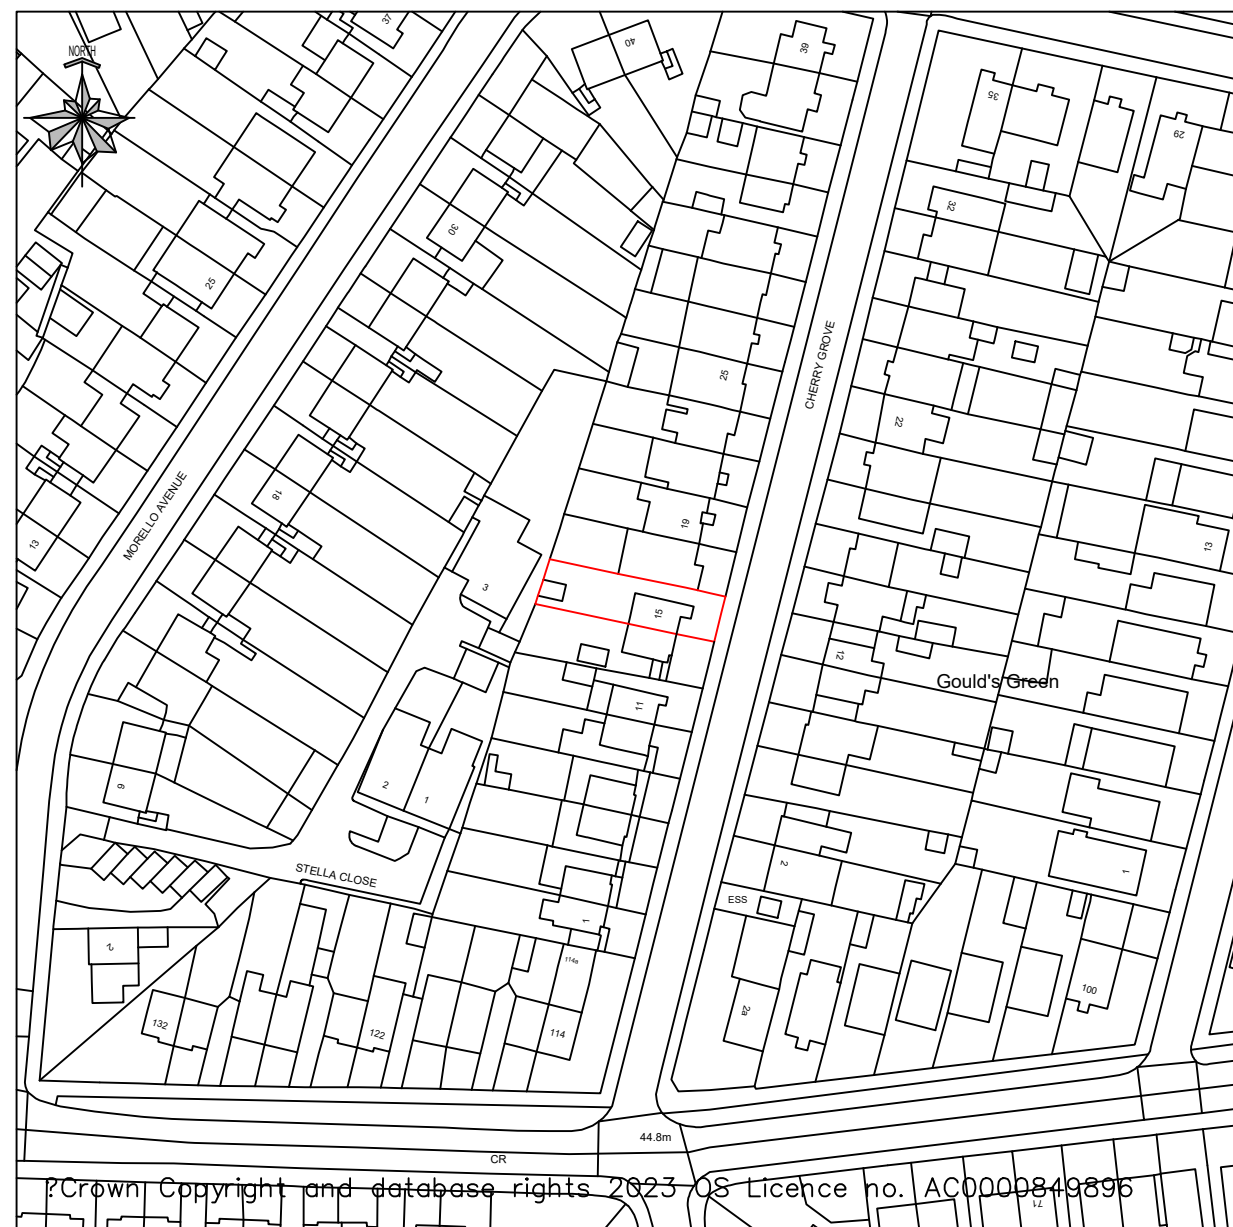 37
40
39
NORTH
35
29
32
30
25
CHERRY GROVE
25
22
18
MORELLO AVENUE
19
13
13
3
15
12
Gould's Green
11
9
2
1
STELLA CLOSE
2
1
ESS
1
2
114a
100
2a
132
122
114
44.8m
CR
?Crown Copyright and database rights 2023 OS Licence no. AC0000849896
71